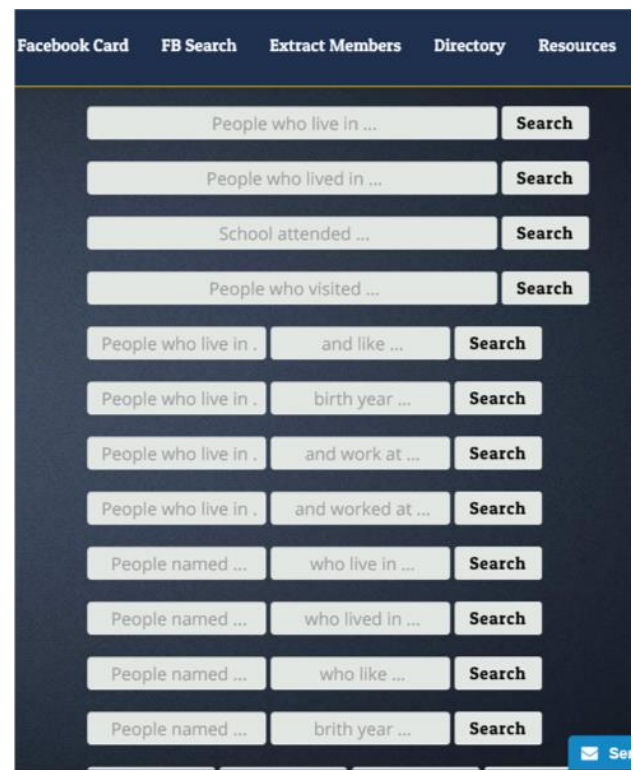 Facebook Card FB Search Extract Members Directory Resources
People who live in ... Search
People who lived in ... Search
School attended ... Search
People who visited ... Search
People who live in . and like ... Search
People who live in . birth year ... Search
People who live in . and work at ... Search
People who live in . and worked at ... Search
People named ... who live in ... Search
People named ... who lived in ... Search
People named ... who like ... Search
People named ... brith year ... Search
Ser